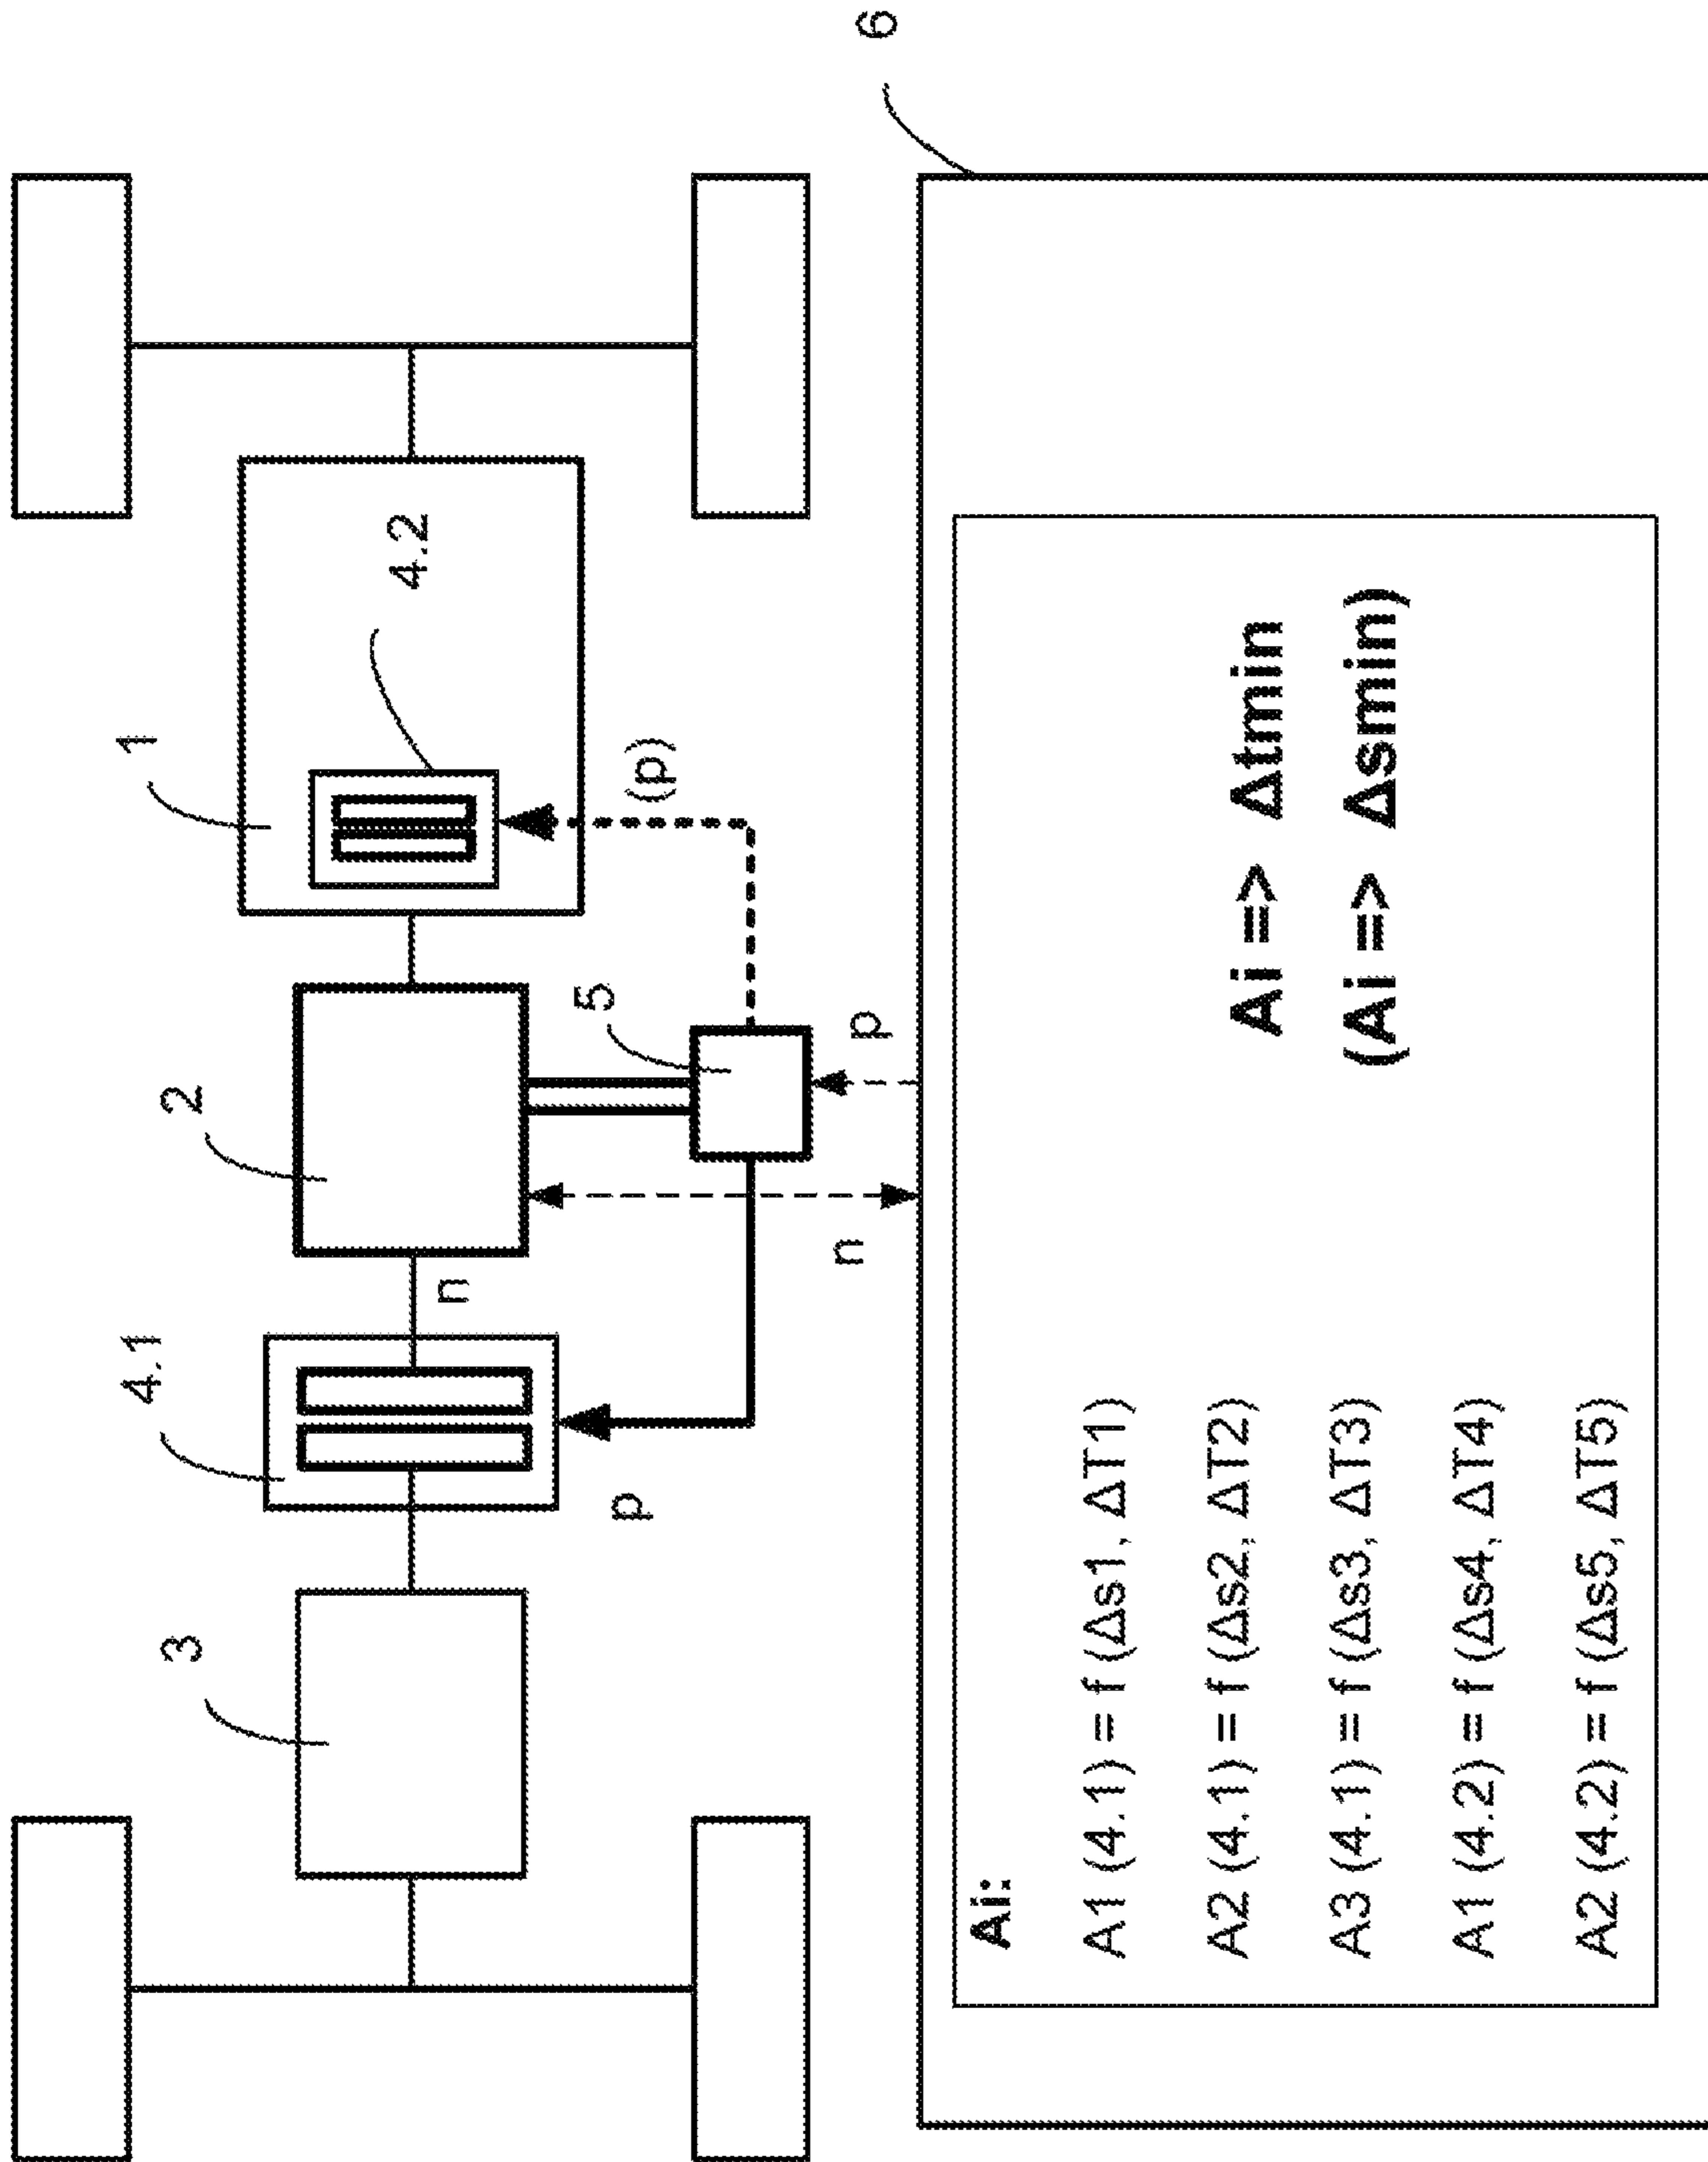 3
4.1
2
1
4.2
n
5
(p)
p
n
p
6
Ai:
A1 (4.1) = f (Δs1, ΔT1)
A2 (4.1) = f (Δs2, ΔT2)
A3 (4.1) = f (Δs3, ΔT3)
A1 (4.2) = f (Δs4, ΔT4)
A2 (4.2) = f (Δs5, ΔT5)
Ai => Δtmin
(Ai => Δsmin)